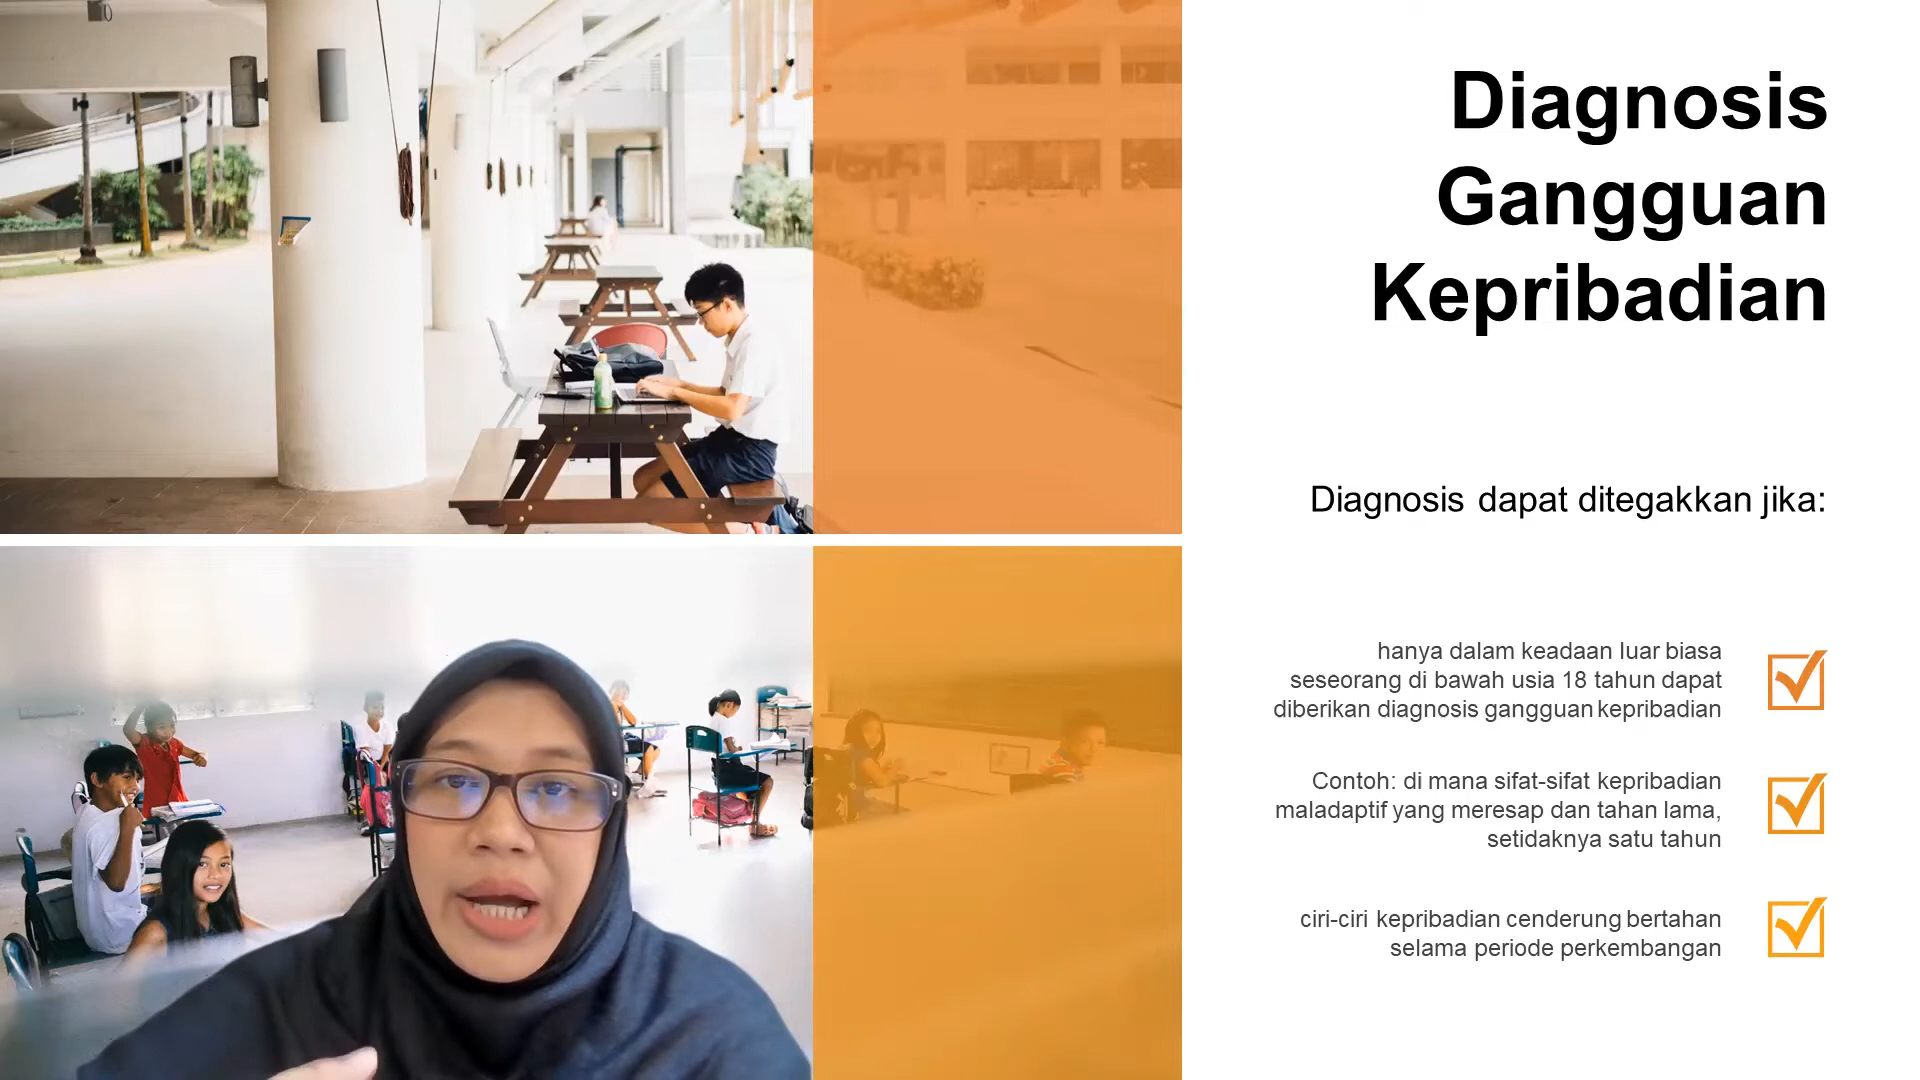 Diagnosis
Gangguan
Kepribadian
Diagnosis dapat ditegakkan jika:
hanya dalam keadaan luar biasa
seseorang di bawah usia 18 tahun dapat
diberikan diagnosis gangguan kepribadian
Contoh: di mana sifat-sifat kepribadian
maladaptif yang meresap dan tahan lama,
setidaknya satu tahun
ciri-ciri kepribadian cenderung bertahan
selama periode perkembangan